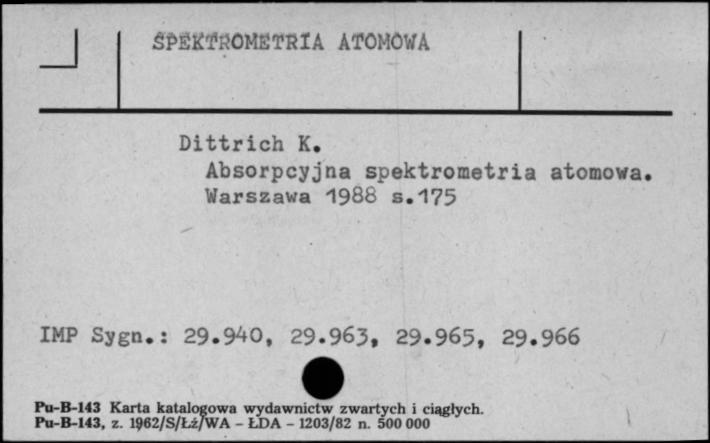 SPEKTROMETRIA ATOMOWA
Dittrich K.
Absorpcyjna spektrometria atomowa.
Warszawa 1988 s.175
IMP Sygn.: 29.940, 29.963, 29.965, 29.966
Pu-B-143 Karta katalogowa wydawnictw zwartych i ciągłych.
Pu-B-143, z. 1962/S/Łź/WA - ŁDA - 1203/82 n. 500 000